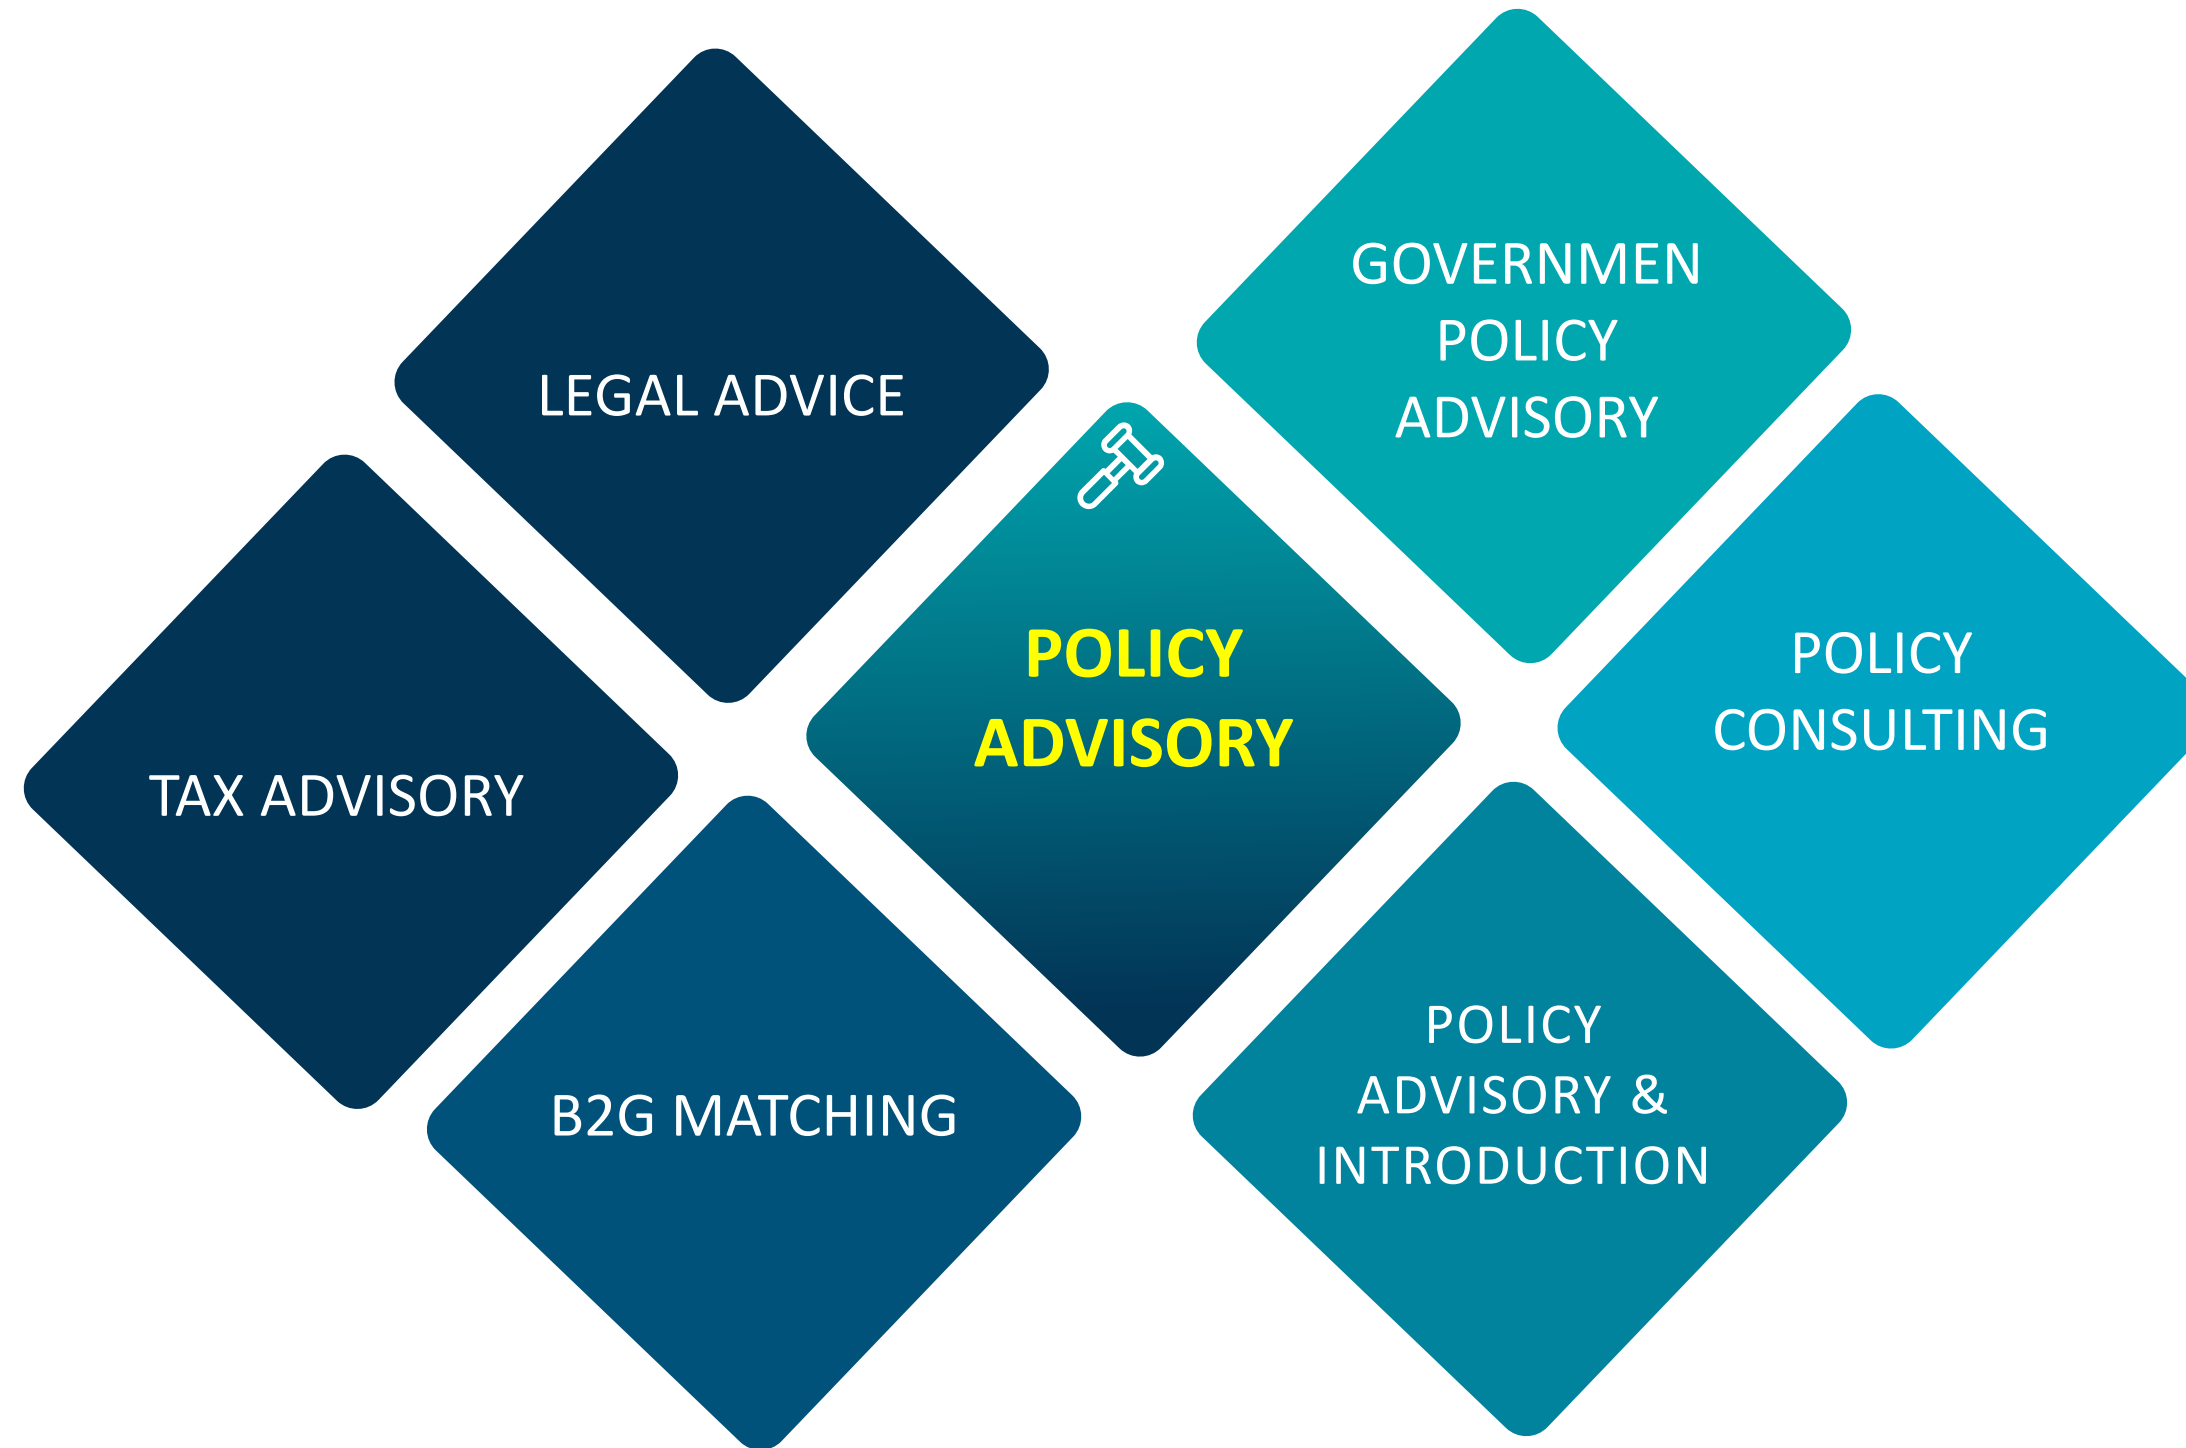 LEGAL ADVICE
GOVERNMEN
POLICY
ADVISORY
TAX ADVISORY
POLICY
ADVISORY
POLICY
CONSULTING
B2G MATCHING
POLICY
ADVISORY &
INTRODUCTION